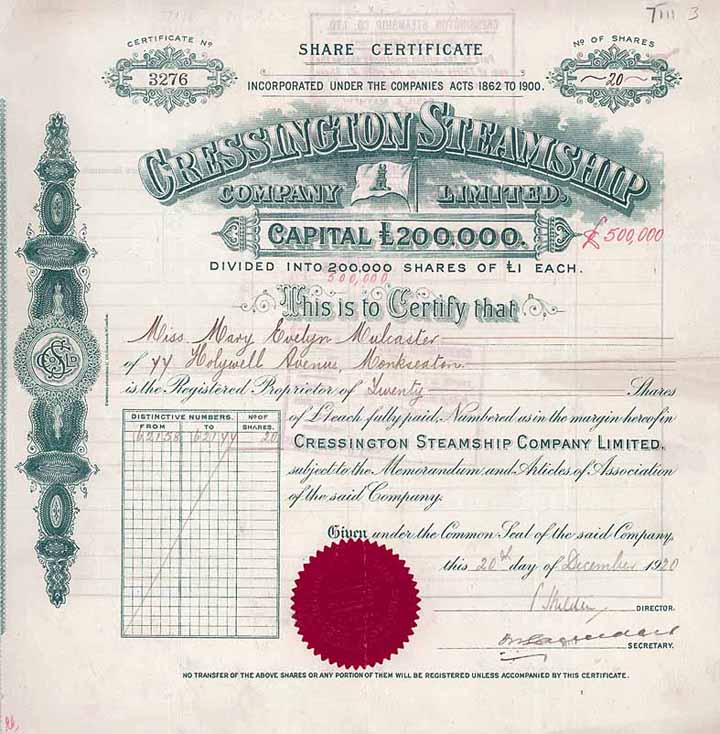 3
CERTIFICATE Nº
3276
SHARE CERTIFICATE
Nº OF SHARES
~20~
INCORPORATED UNDER THE COMPANIES ACTS 1862 TO 1900.
CRESSINGTON STEAMSHIP
COMPANY LIMITED.
CAPITAL £200.000. £500,000
DIVIDED INTO 200,000 SHARES OF £1 EACH.
500,000
This is to Certify that
Miss Mary Evelyn Mulcaster
of 44 Holywell Avenue, Monkseaton
is the Registered Proprietor of Twenty Shares
of £1 each fully paid, Numbered as in the margin hereof in
CRESSINGTON STEAMSHIP COMPANY LIMITED.
subject to the Memorandum and Articles of Association
of the said Company.
DISTINCTIVE NUMBERS. Nº OF
FROM TO SHARES.
62158 20
Given under the Common Seal of the said Company,
this 20th day of December 1920
DIRECTOR.
SECRETARY.
NO TRANSFER OF THE ABOVE SHARES OR ANY PORTION OF THEM WILL BE REGISTERED UNLESS ACCOMPANIED BY THIS CERTIFICATE.